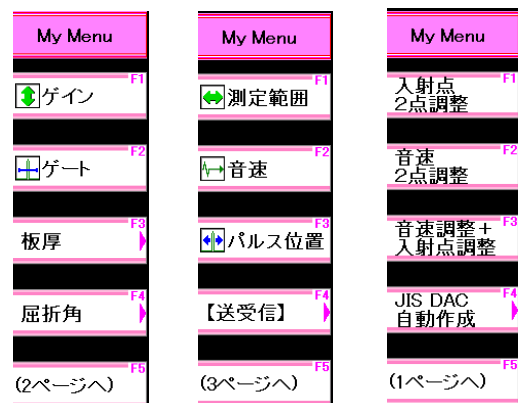 My Menu
F1
ゲイン
F2
ゲート
F3
板厚
F4
屈折角
F5
(2ページへ)
My Menu
F1
測定範囲
F2
音速
F3
パルス位置
F4
【送受信】
F5
(3ページへ)
My Menu
F1
入射点
2点調整
F2
音速
2点調整
F3
音速調整+
入射点調整
F4
JIS DAC
自動作成
F5
(1ページへ)